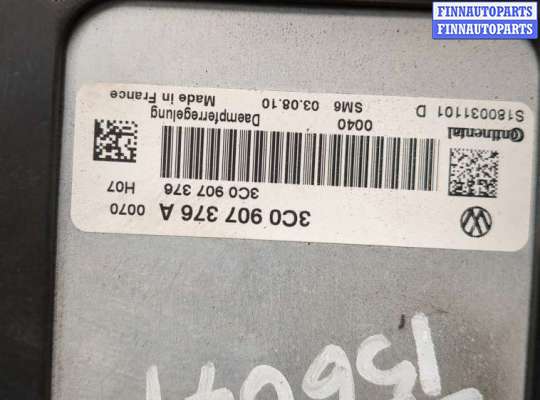 FINNAUTOPARTS
FINNAUTOPARTS
3C0 907 376 A 0070
3C0 907 376 H07
Daempferregelung 0040
Made in France SM6 03.08.10
Continental S180031101 D